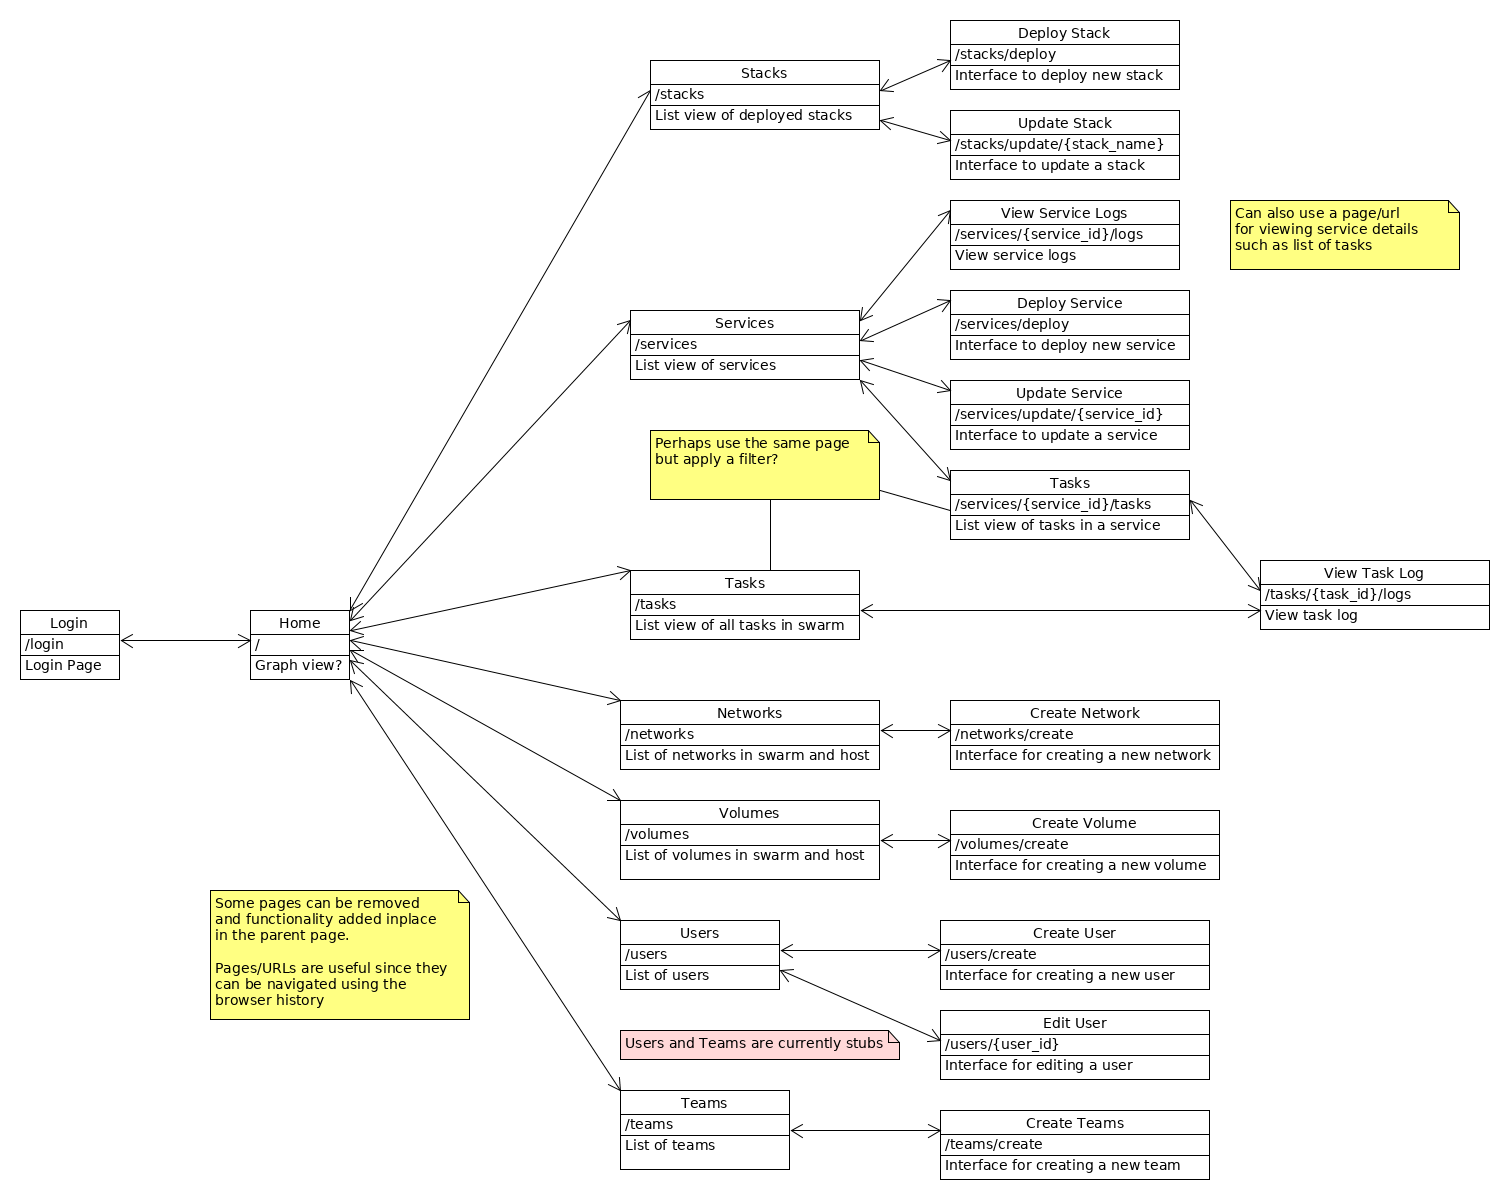 Deploy Stack
/stacks/deploy
Interface to deploy new stack
Stacks
/stacks
List view of deployed stacks
Update Stack
/stacks/update/{stack_name}
Interface to update a stack
View Service Logs
/services/{service_id}/logs
View service logs
Can also use a page/url
for viewing service details
such as list of tasks
Services
/services
List view of services
Deploy Service
/services/deploy
Interface to deploy new service
Update Service
/services/update/{service_id}
Interface to update a service
Perhaps use the same page
but apply a filter?
Tasks
/services/{service_id}/tasks
List view of tasks in a service
Tasks
/tasks
List view of all tasks in swarm
View Task Log
/tasks/{task_id}/logs
View task log
Login
/login
Login Page
Home
/
Graph view?
Networks
/networks
List of networks in swarm and host
Create Network
/networks/create
Interface for creating a new network
Volumes
/volumes
List of volumes in swarm and host
Create Volume
/volumes/create
Interface for creating a new volume
Some pages can be removed
and functionality added inplace
in the parent page.
Pages/URLs are useful since they
can be navigated using the
browser history
Users
/users
List of users
Create User
/users/create
Interface for creating a new user
Users and Teams are currently stubs
Edit User
/users/{user_id}
Interface for editing a user
Teams
/teams
List of teams
Create Teams
/teams/create
Interface for creating a new team